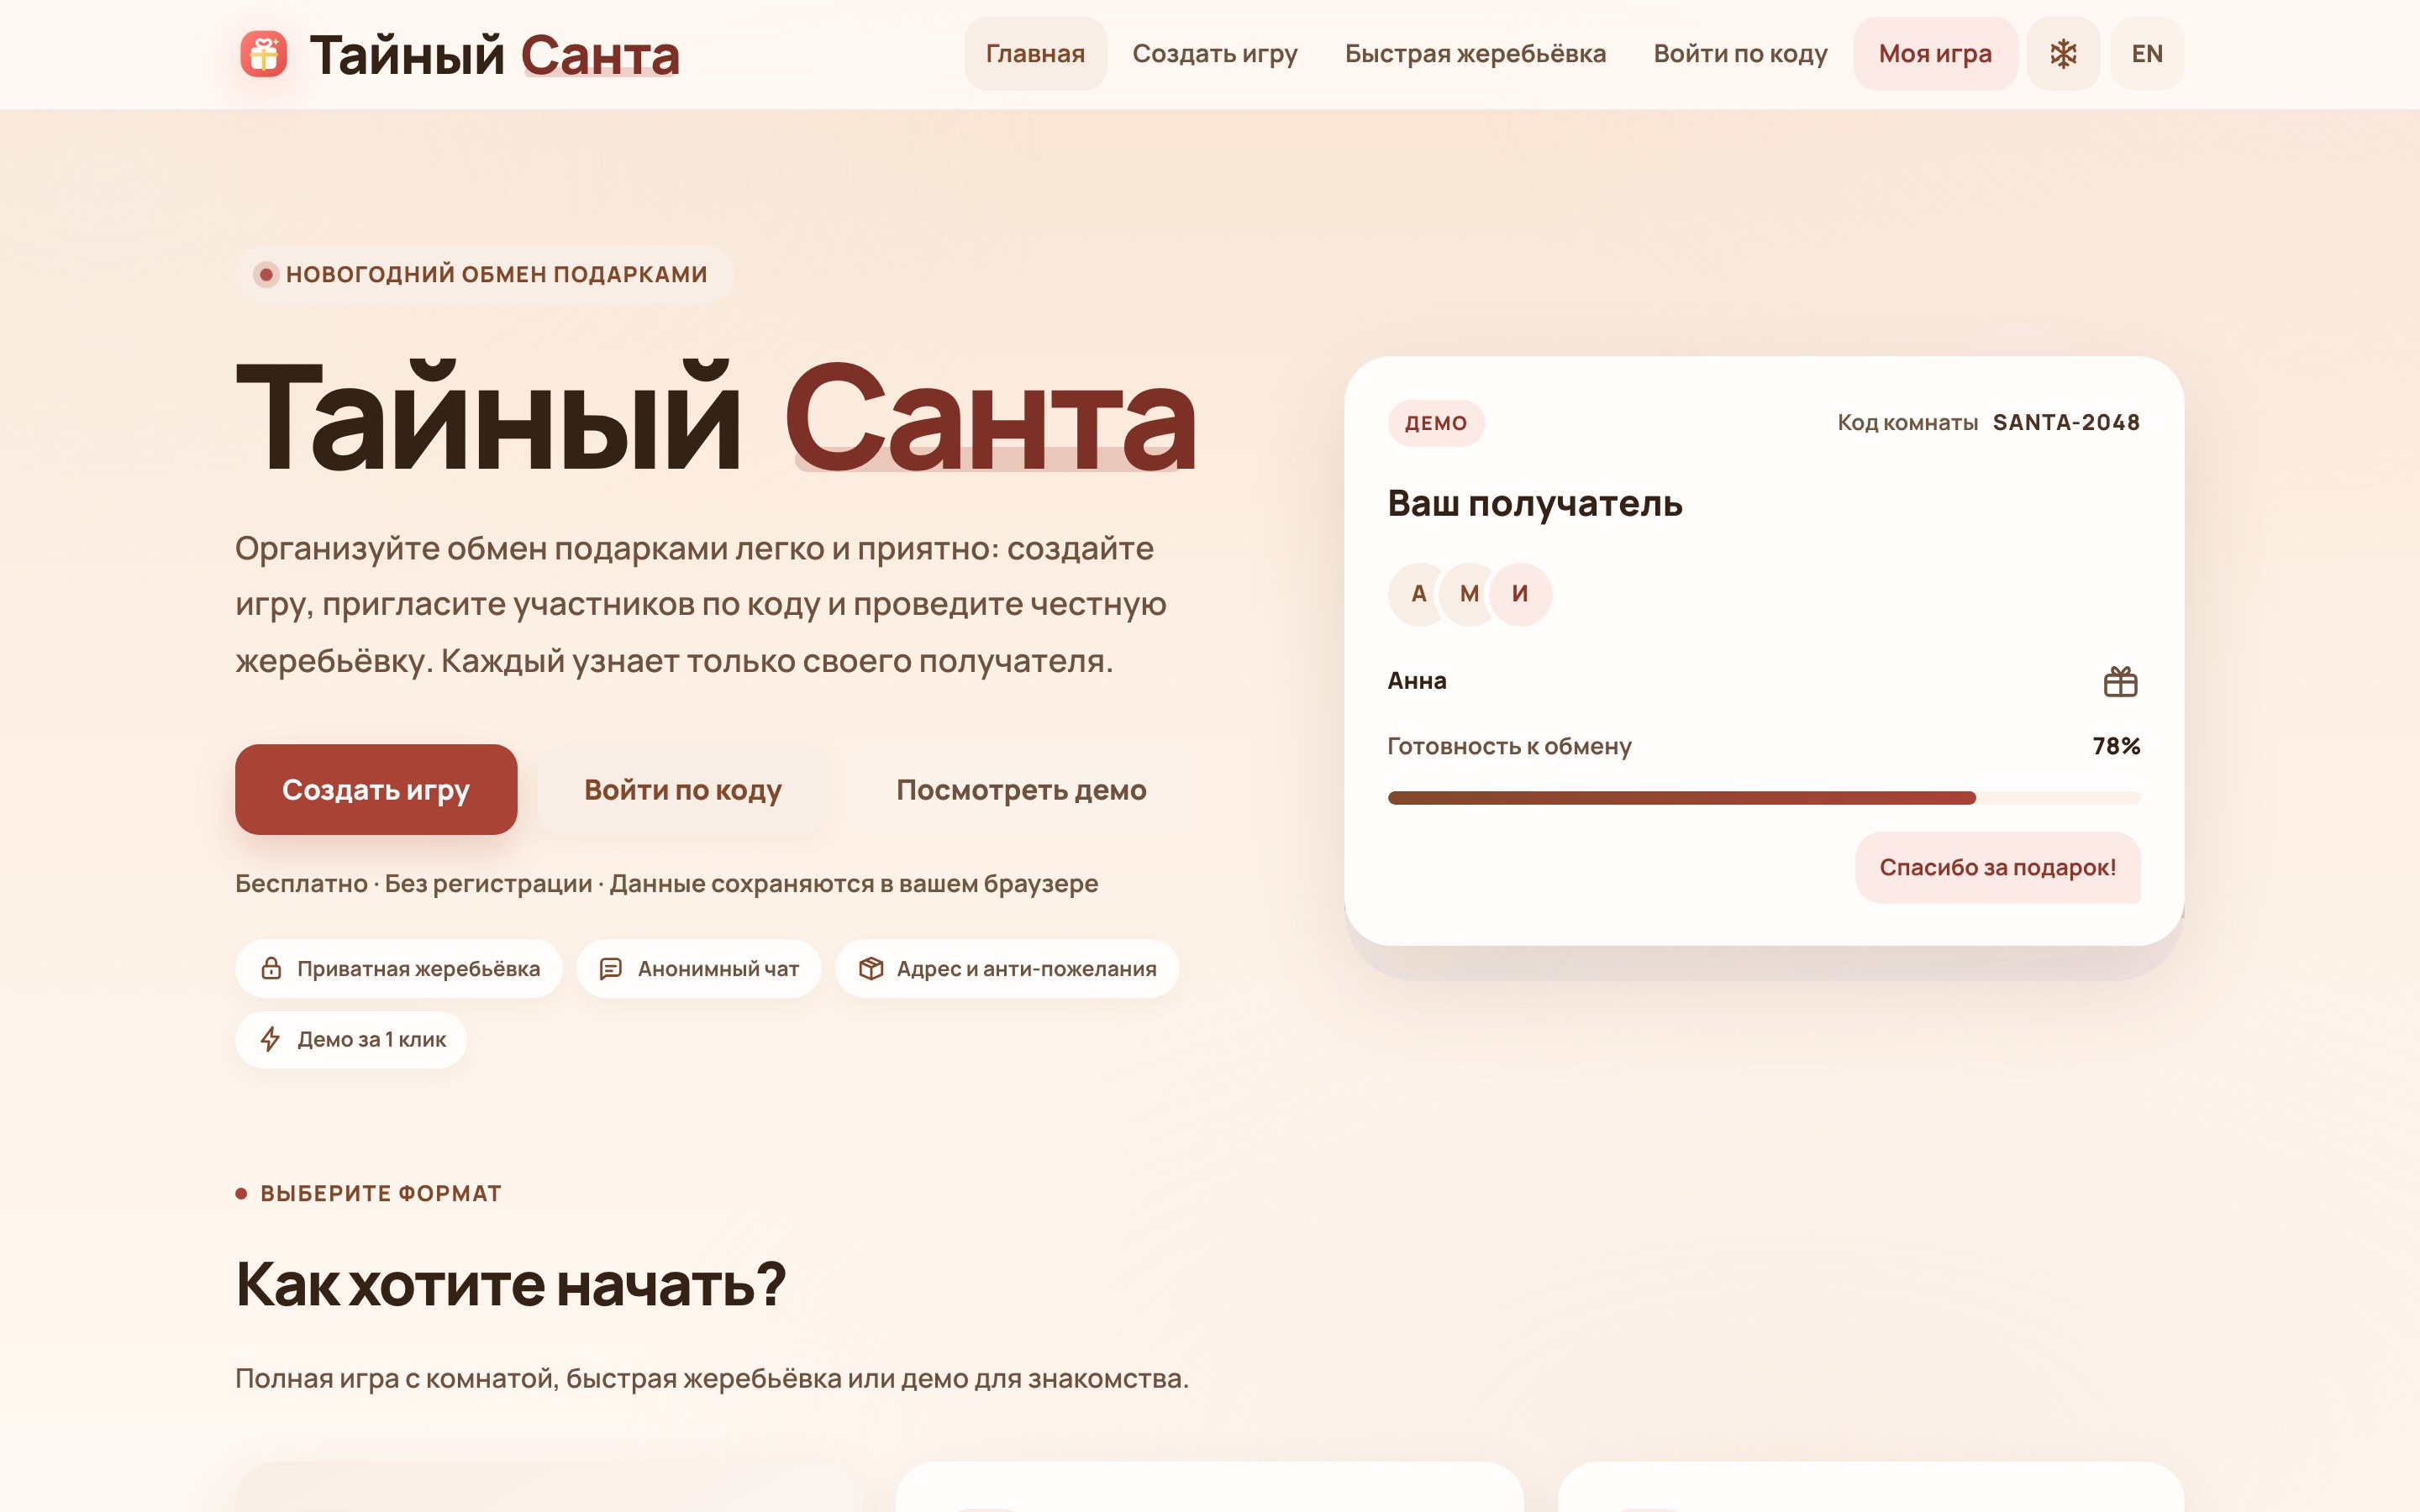 Тайный Санта
Главная
Создать игру
Быстрая жеребьёвка
Войти по коду
Моя игра
EN
НОВОГОДНИЙ ОБМЕН ПОДАРКАМИ
Тайный Санта
Организуйте обмен подарками легко и приятно: создайте
игру, пригласите участников по коду и проведите честную
жеребьёвку. Каждый узнает только своего получателя.
Создать игру
Войти по коду
Посмотреть демо
Бесплатно · Без регистрации · Данные сохраняются в вашем браузере
Приватная жеребьёвка
Анонимный чат
Адрес и анти-пожелания
Демо за 1 клик
ДЕМО
Код комнаты SANTA-2048
Ваш получатель
А
М
И
Анна
Готовность к обмену
78%
Спасибо за подарок!
ВЫБЕРИТЕ ФОРМАТ
Как хотите начать?
Полная игра с комнатой, быстрая жеребьёвка или демо для знакомства.